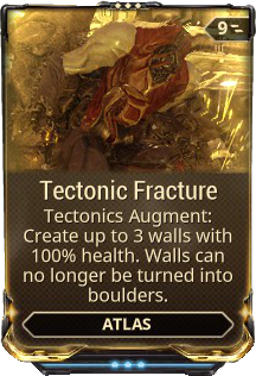 9
Tectonic Fracture
Tectonics Augment:
Create up to 3 walls with
100% health. Walls can
no longer be turned into
boulders.
ATLAS